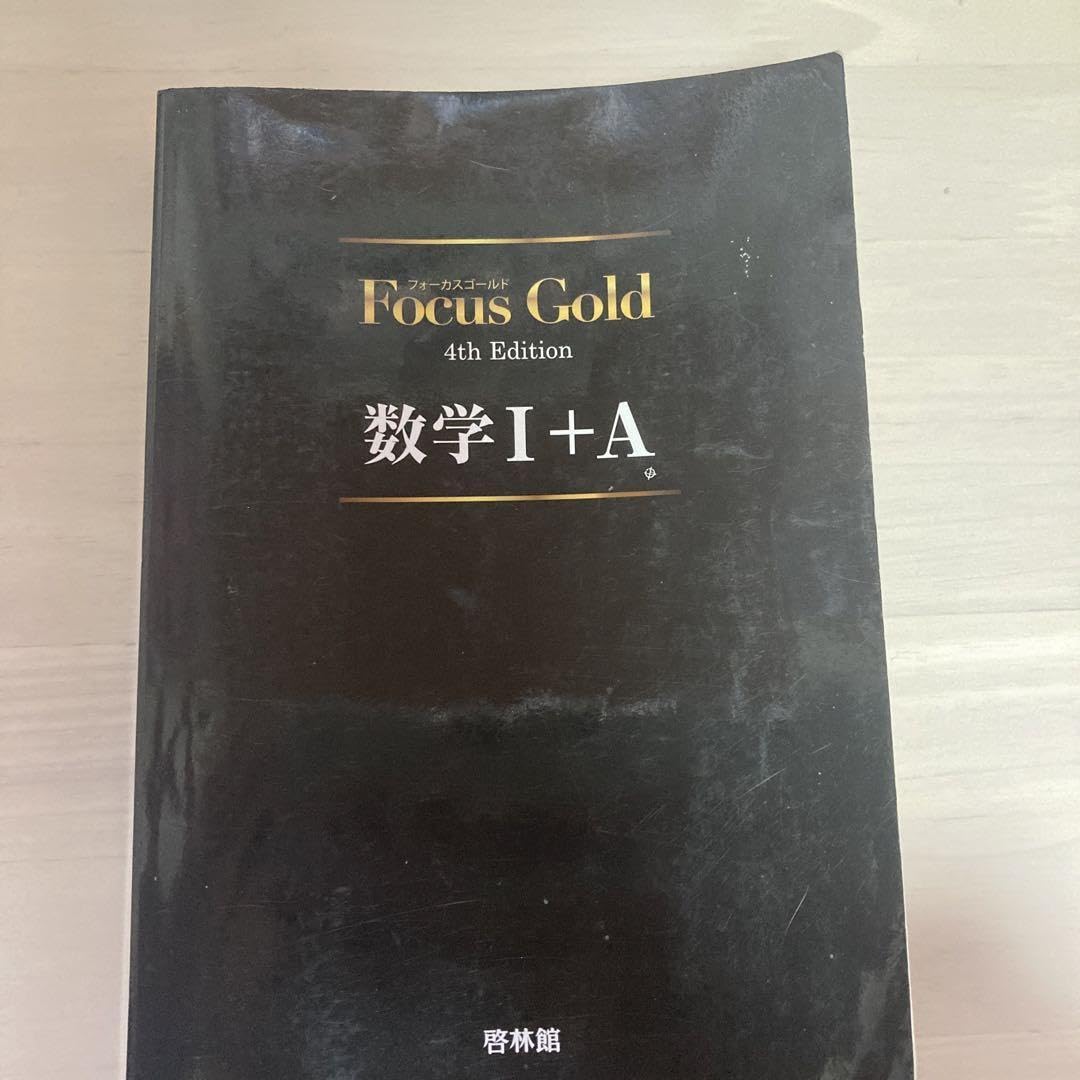 フォーカスゴールド
Focus Gold
4th Edition
数学Ⅰ+A
啓林館